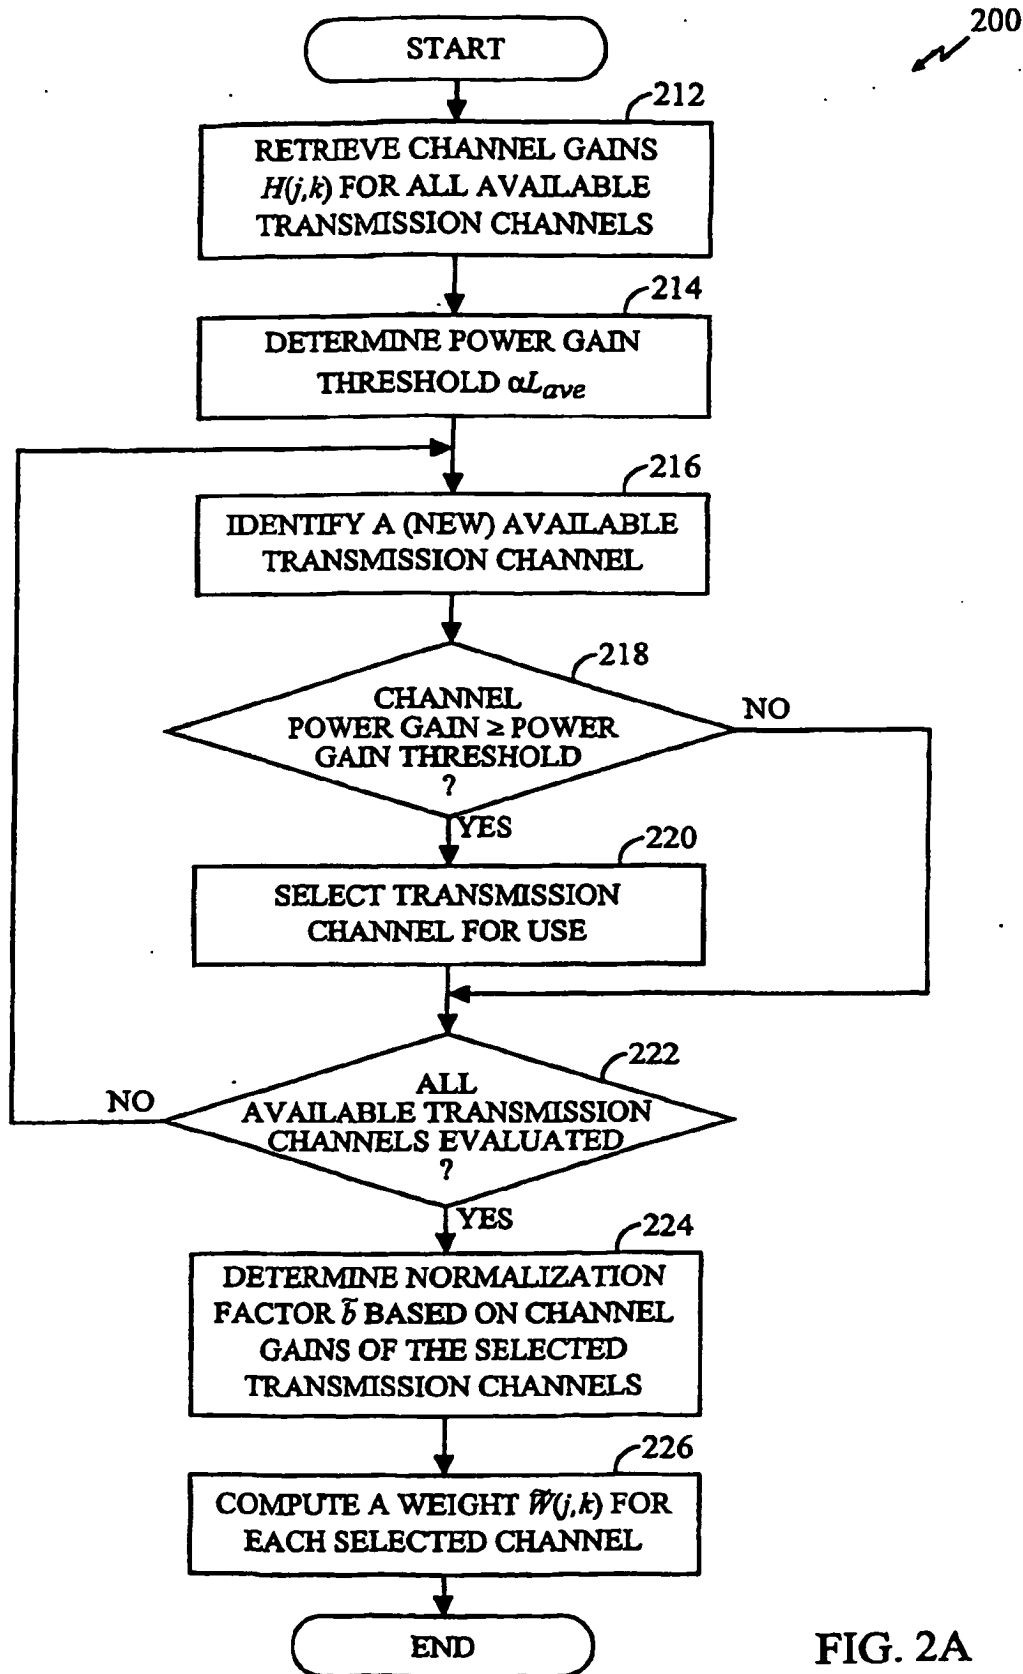 200
START
212
RETRIEVE CHANNEL GAINS
H(j,k) FOR ALL AVAILABLE
TRANSMISSION CHANNELS
214
DETERMINE POWER GAIN
THRESHOLD αL_ave
216
IDENTIFY A (NEW) AVAILABLE
TRANSMISSION CHANNEL
218
CHANNEL
POWER GAIN ≥ POWER
GAIN THRESHOLD
?
NO
YES
220
SELECT TRANSMISSION
CHANNEL FOR USE
222
ALL
AVAILABLE TRANSMISSION
CHANNELS EVALUATED
?
NO
YES
224
DETERMINE NORMALIZATION
FACTOR b̃ BASED ON CHANNEL
GAINS OF THE SELECTED
TRANSMISSION CHANNELS
226
COMPUTE A WEIGHT W̃(j,k) FOR
EACH SELECTED CHANNEL
END
FIG. 2A